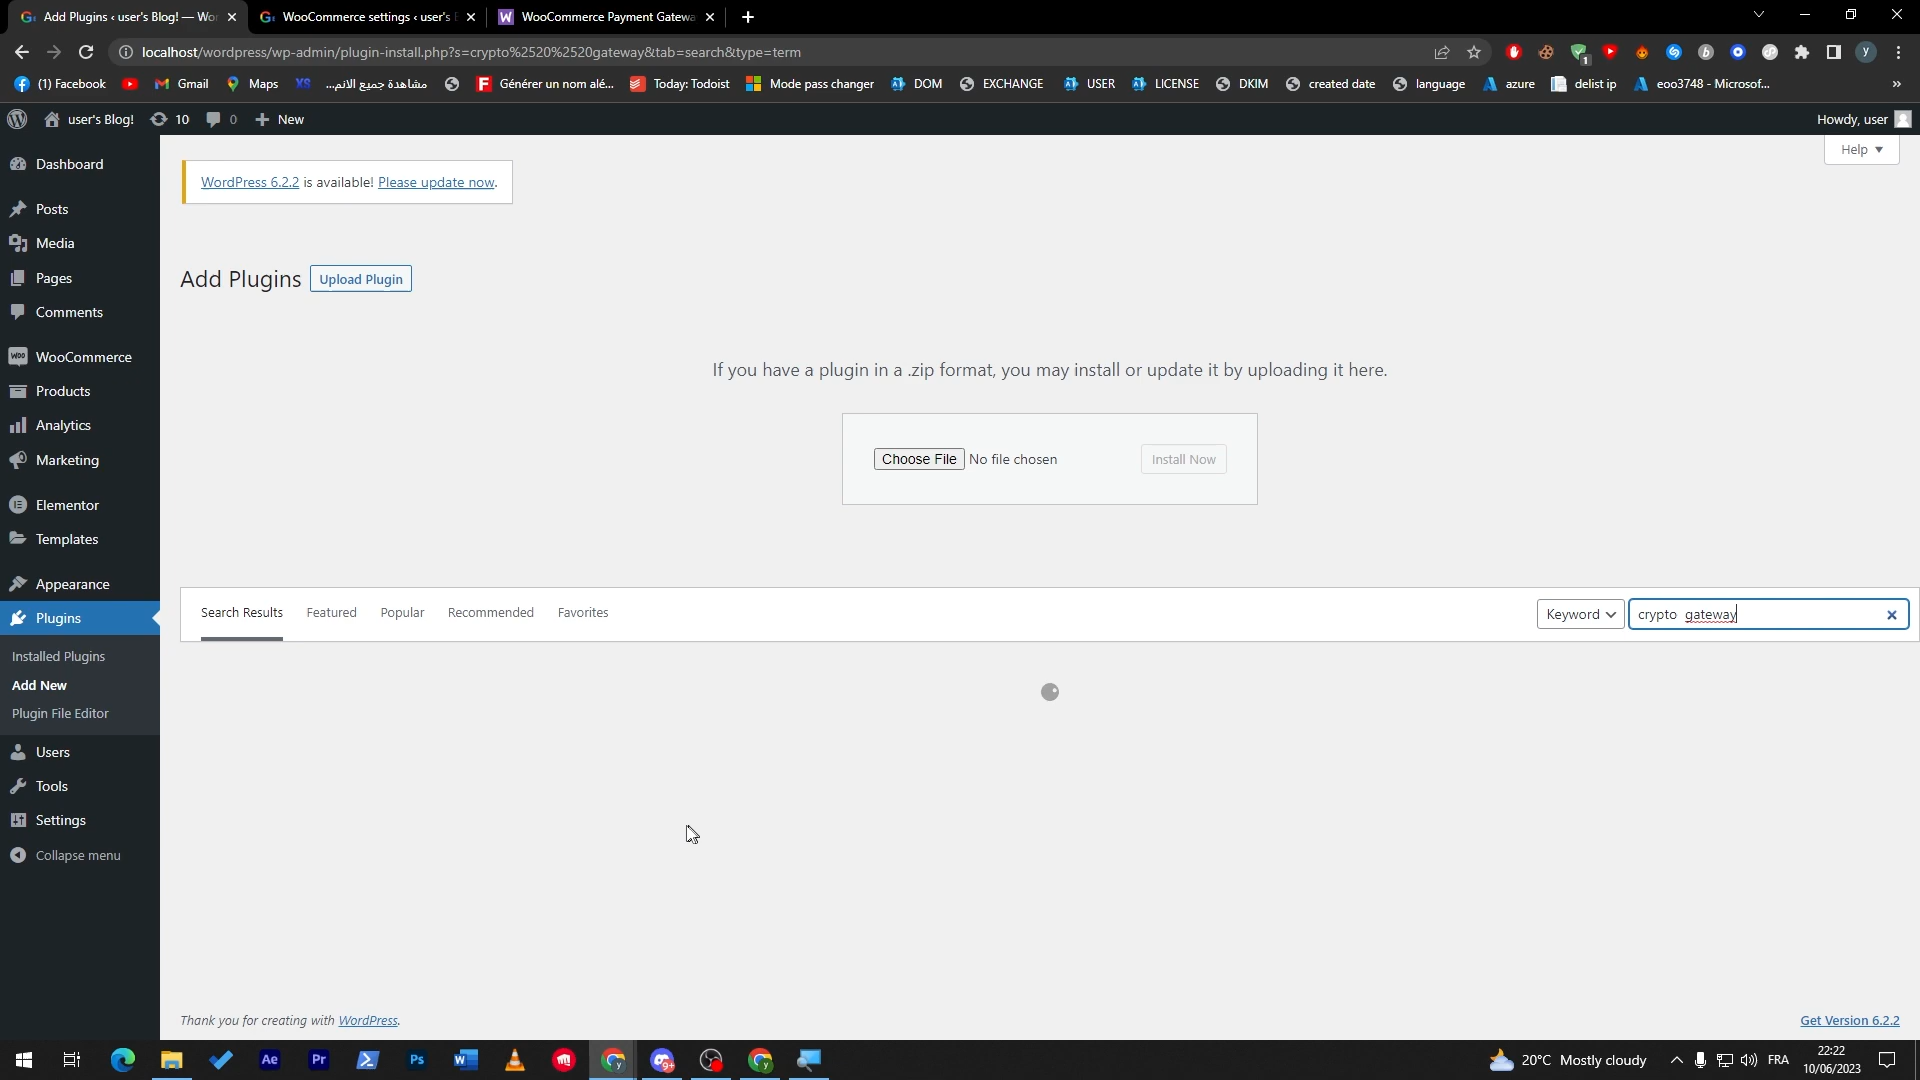 Add Plugins ‹ user's Blog! — Wor
WooCommerce settings ‹ user's B
WooCommerce Payment Gatewa
localhost/wordpress/wp-admin/plugin-install.php?s=crypto%2520%2520gateway&tab=search&type=term
(1) Facebook
Gmail
Maps
مشاهدة جميع الانم...
Générer un nom alé...
Today: Todoist
Mode pass changer
DOM
EXCHANGE
USER
LICENSE
DKIM
created date
language
azure
delist ip
eoo3748 - Microsof...
»
user's Blog!
10
0
New
Howdy, user
Help
Dashboard
Posts
Media
Pages
Comments
WooCommerce
Products
Analytics
Marketing
Elementor
Templates
Appearance
Plugins
Installed Plugins
Add New
Plugin File Editor
Users
Tools
Settings
Collapse menu
WordPress 6.2.2 is available! Please update now.
Add Plugins
Upload Plugin
If you have a plugin in a .zip format, you may install or update it by uploading it here.
Choose File No file chosen
Install Now
Search Results
Featured
Popular
Recommended
Favorites
Keyword
crypto  gateway
Thank you for creating with WordPress.
Get Version 6.2.2
20°C Mostly cloudy
FRA
22:22
10/06/2023